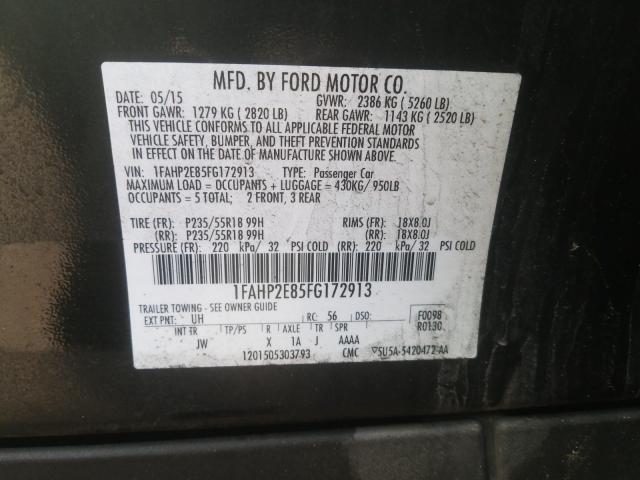 MFD. BY FORD MOTOR CO.
DATE: 05/15 GVWR: 2386 KG ( 5260 LB)
FRONT GAWR: 1279 KG ( 2820 LB) REAR GAWR: 1143 KG ( 2520 LB)
THIS VEHICLE CONFORMS TO ALL APPLICABLE FEDERAL MOTOR
VEHICLE SAFETY, BUMPER, AND THEFT PREVENTION STANDARDS
IN EFFECT ON THE DATE OF MANUFACTURE SHOWN ABOVE.
VIN: 1FAHP2E85FG172913 TYPE: Passenger Car
MAXIMUM LOAD = OCCUPANTS + LUGGAGE = 430KG/ 950LB
OCCUPANTS = 5 TOTAL; 2 FRONT, 3 REAR
TIRE (FR): P235/55R18 99H RIMS (FR): 18X8.0J
(RR): P235/55R18 99H (RR): 18X8.0J
PRESSURE (FR): 220 kPa/ 32 PSI COLD (RR): 220 kPa/ 32 PSI COLD
1FAHP2E85FG172913
TRAILER TOWING - SEE OWNER GUIDE
EXT PNT: UH RC: 56 DSO: F0098
R0130
INT TR TP/PS R AXLE TR SPR
JW X 1A J AAAA
1201505303793 CMC ▽5U5A-5420472-AA